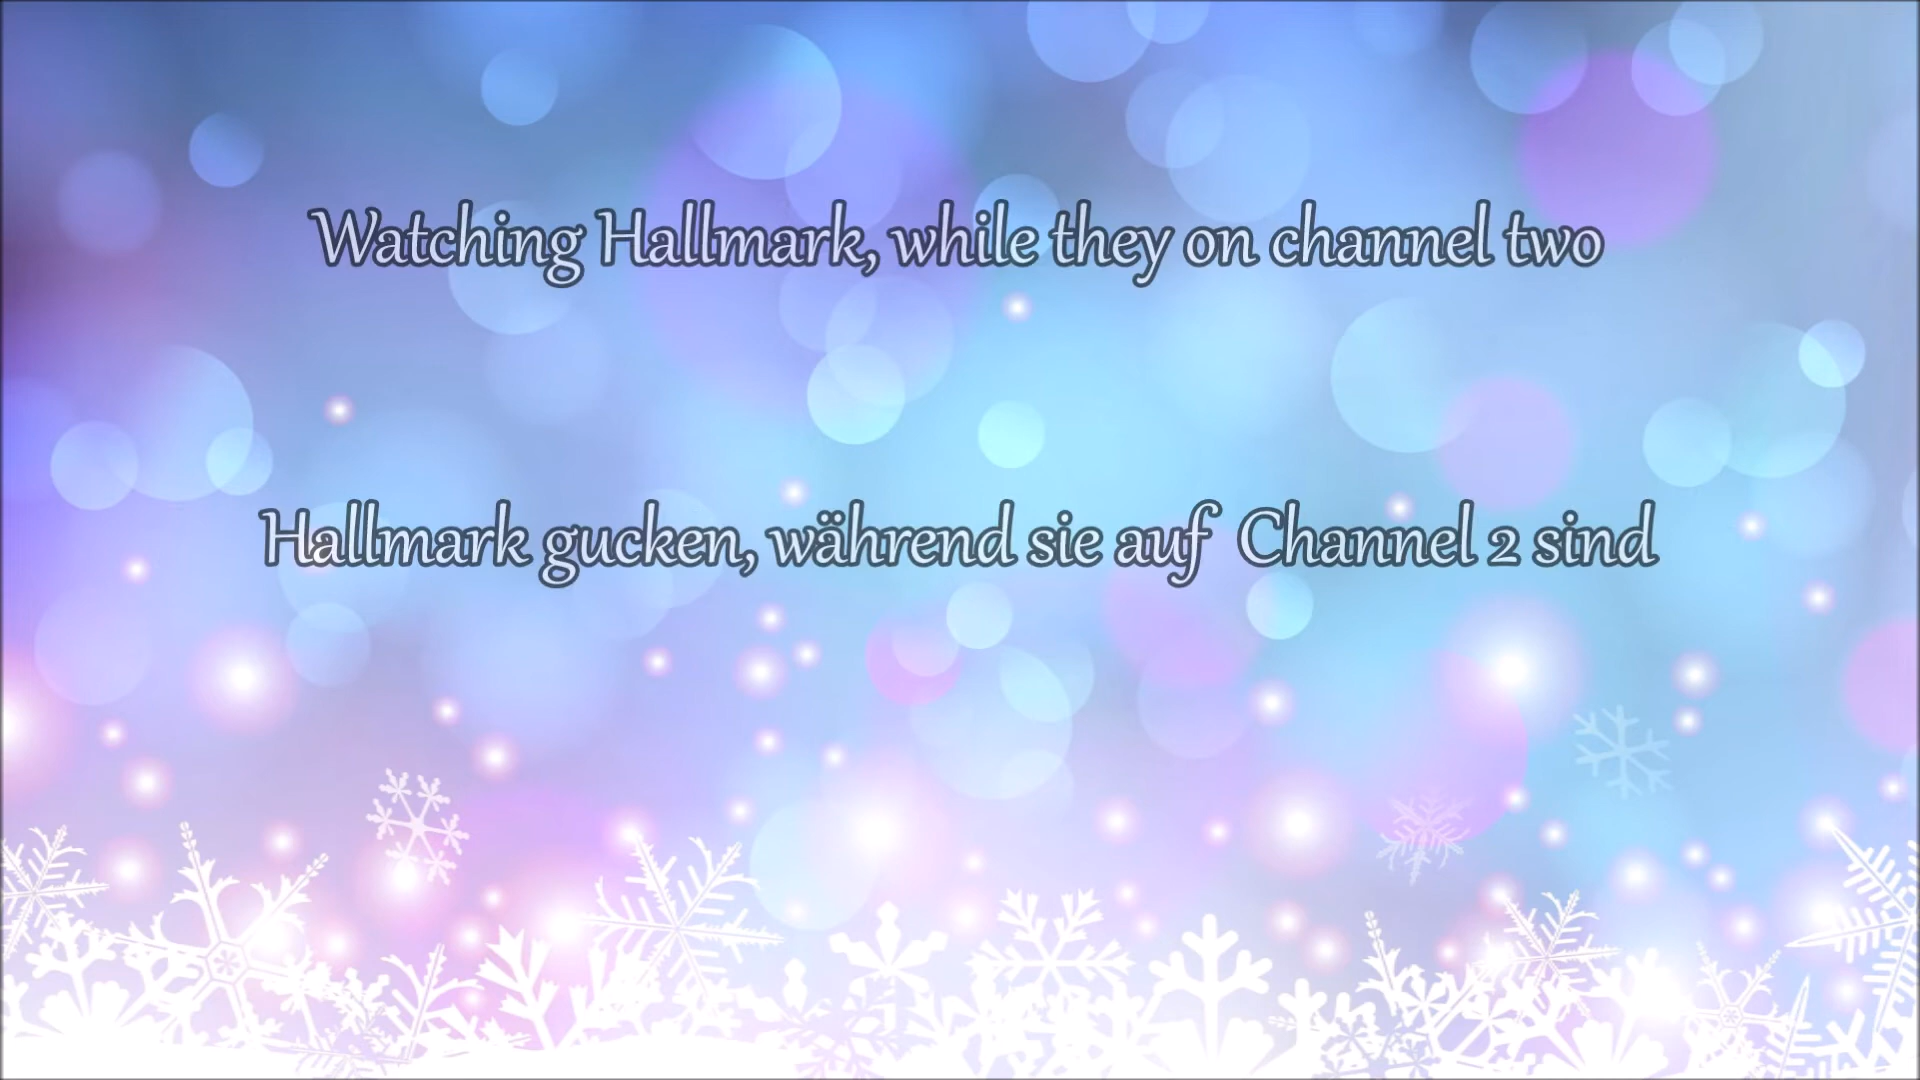 Watching Hallmark, while they on channel two
Hallmark gucken, während sie auf Channel 2 sind